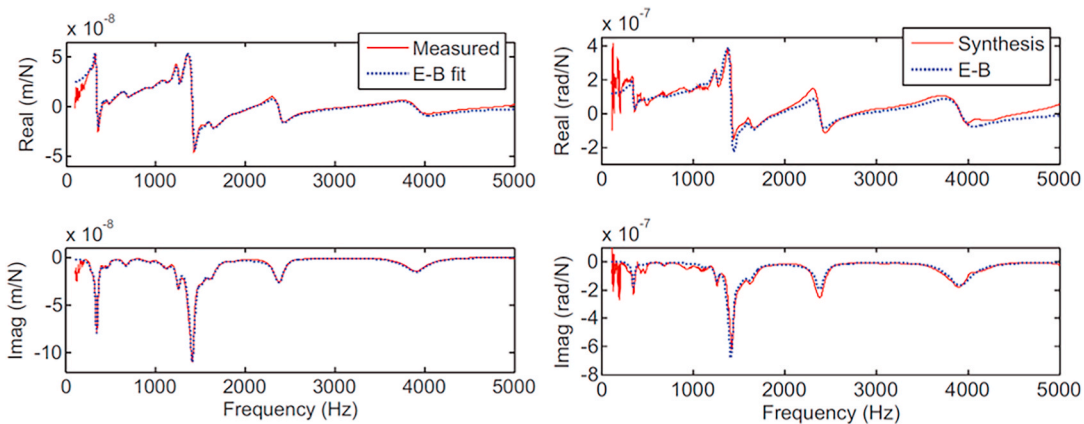 x 10⁻⁸
Real (m/N)
5
0
-5
Measured
E-B fit
0 1000 2000 3000 4000 5000
x 10⁻⁸
Imag (m/N)
0
-5
-10
0 1000 2000 3000 4000 5000
Frequency (Hz)
x 10⁻⁷
Real (rad/N)
4
2
0
-2
Synthesis
E-B
0 1000 2000 3000 4000 5000
x 10⁻⁷
Imag (rad/N)
0
-2
-4
-6
-8
0 1000 2000 3000 4000 5000
Frequency (Hz)